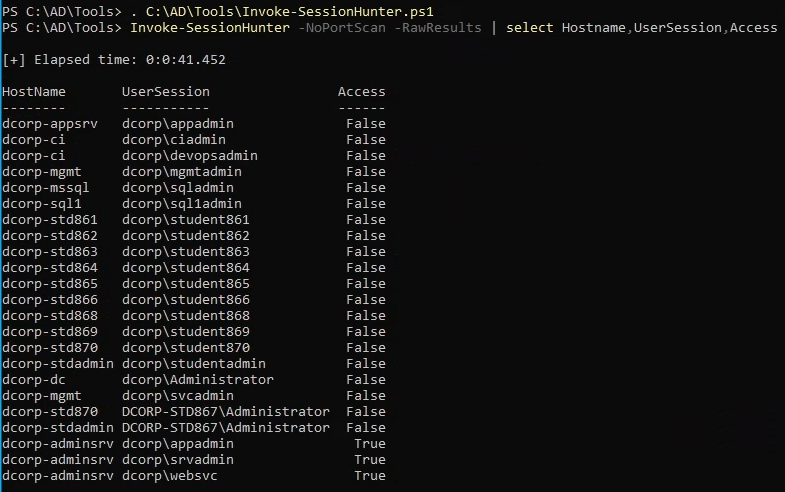 PS C:\AD\Tools> . C:\AD\Tools\Invoke-SessionHunter.ps1
PS C:\AD\Tools> Invoke-SessionHunter -NoPortScan -RawResults | select Hostname,UserSession,Access
[+] Elapsed time: 0:0:41.452
HostName       UserSession               Access
--------       -----------               ------
dcorp-appsrv   dcorp\appadmin             False
dcorp-ci       dcorp\ciadmin              False
dcorp-ci       dcorp\devopsadmin          False
dcorp-mgmt     dcorp\mgmtadmin            False
dcorp-mssql    dcorp\sqladmin             False
dcorp-sql1     dcorp\sql1admin            False
dcorp-std861   dcorp\student861           False
dcorp-std862   dcorp\student862           False
dcorp-std863   dcorp\student863           False
dcorp-std864   dcorp\student864           False
dcorp-std865   dcorp\student865           False
dcorp-std866   dcorp\student866           False
dcorp-std868   dcorp\student868           False
dcorp-std869   dcorp\student869           False
dcorp-std870   dcorp\student870           False
dcorp-stdadmin dcorp\studentadmin         False
dcorp-dc       dcorp\Administrator        False
dcorp-mgmt     dcorp\svcadmin             False
dcorp-std870   DCORP-STD867\Administrator False
dcorp-stdadmin DCORP-STD867\Administrator False
dcorp-adminsrv dcorp\appadmin              True
dcorp-adminsrv dcorp\srvadmin              True
dcorp-adminsrv dcorp\websvc                True